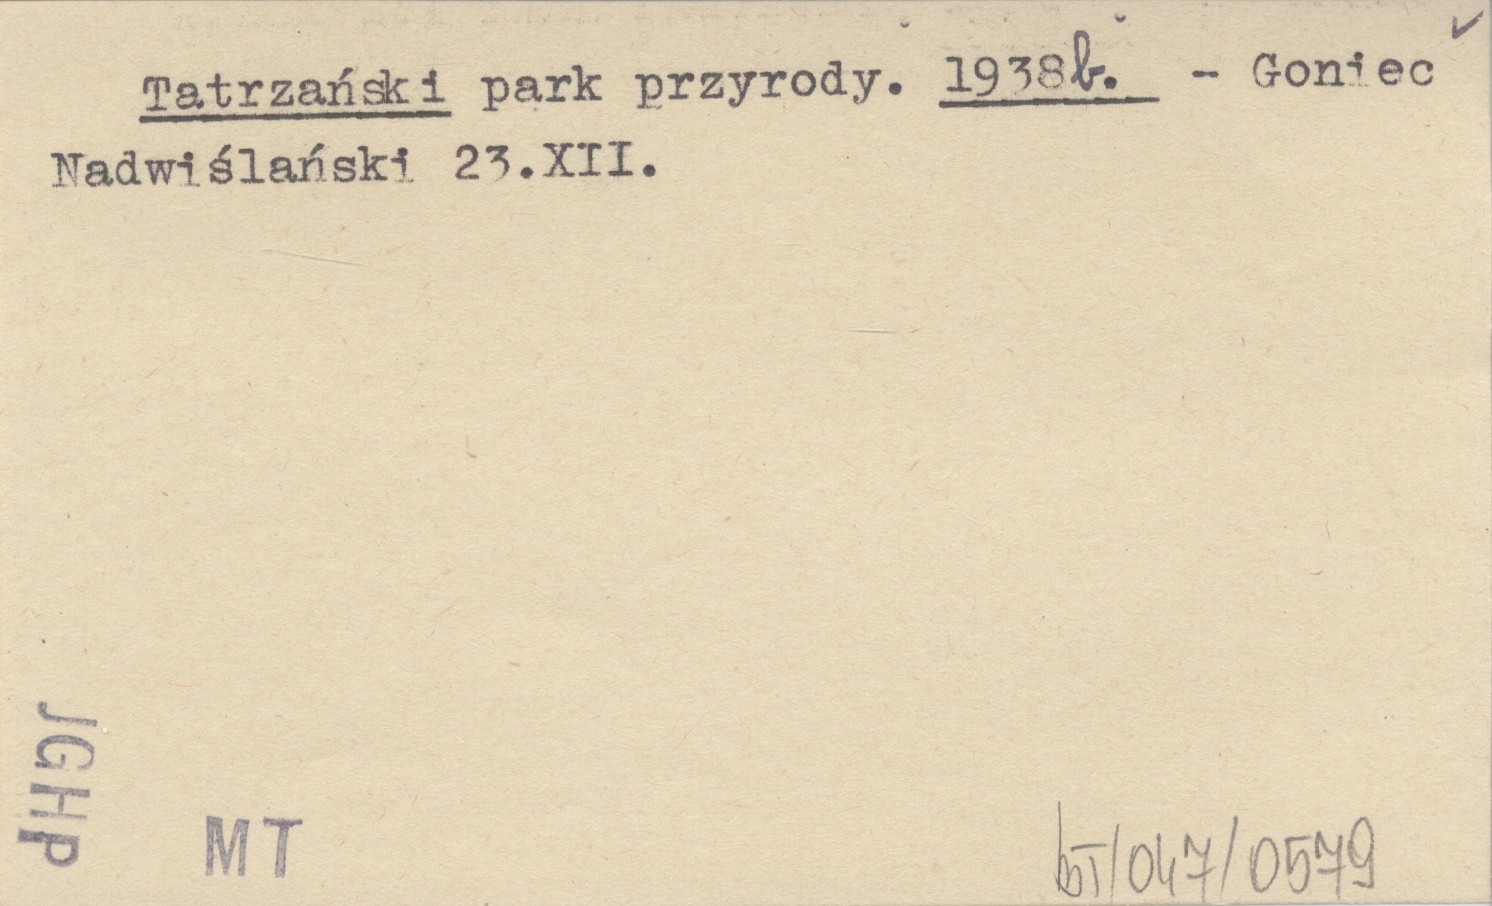 Tatrzański park przyrody. 1938b. - Goniec
Nadwiślański 23.XII.
JGHP
MT
bT/047/0579